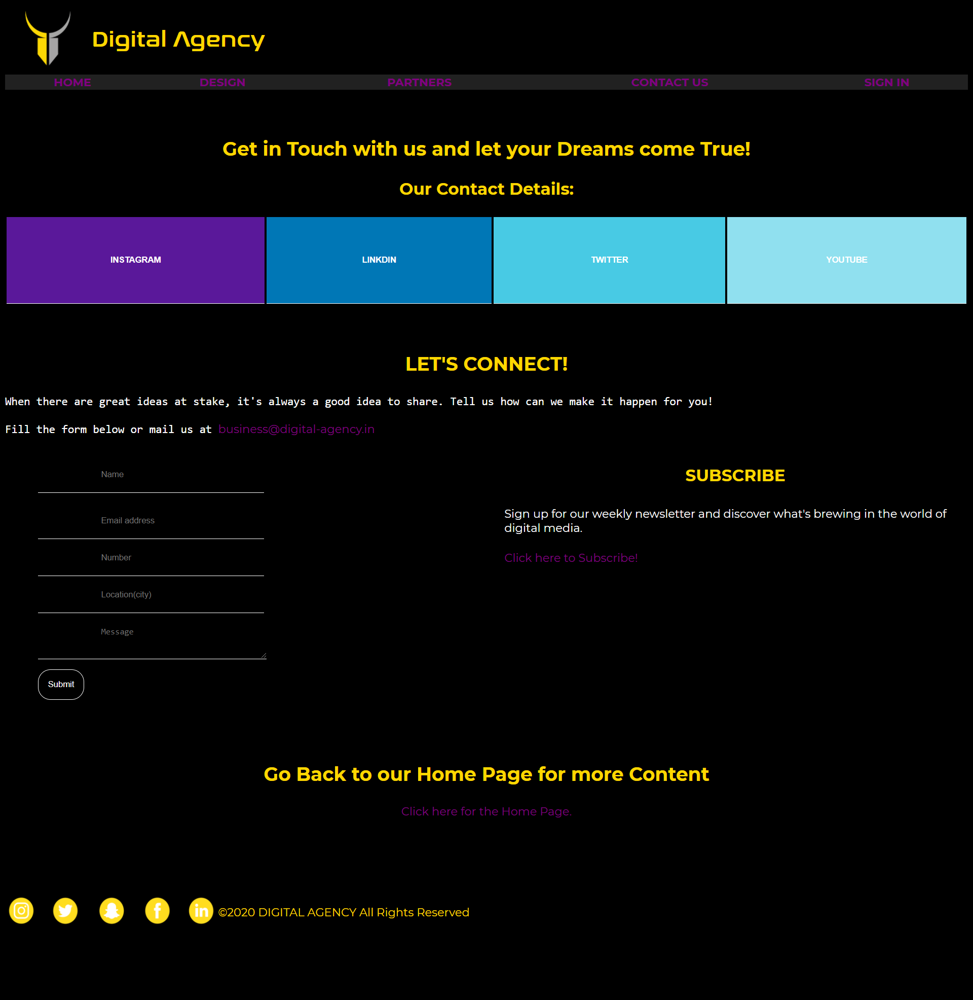 Digital Agency
HOME DESIGN PARTNERS CONTACT US SIGN IN
Get in Touch with us and let your Dreams come True!
Our Contact Details:
INSTAGRAM LINKDIN TWITTER YOUTUBE
LET'S CONNECT!
When there are great ideas at stake, it's always a good idea to share. Tell us how can we make it happen for you!
Fill the form below or mail us at business@digital-agency.in
Name
Email address
Number
Location(city)
Message
Submit
SUBSCRIBE
Sign up for our weekly newsletter and discover what's brewing in the world of
digital media.
Click here to Subscribe!
Go Back to our Home Page for more Content
Click here for the Home Page.
©2020 DIGITAL AGENCY All Rights Reserved